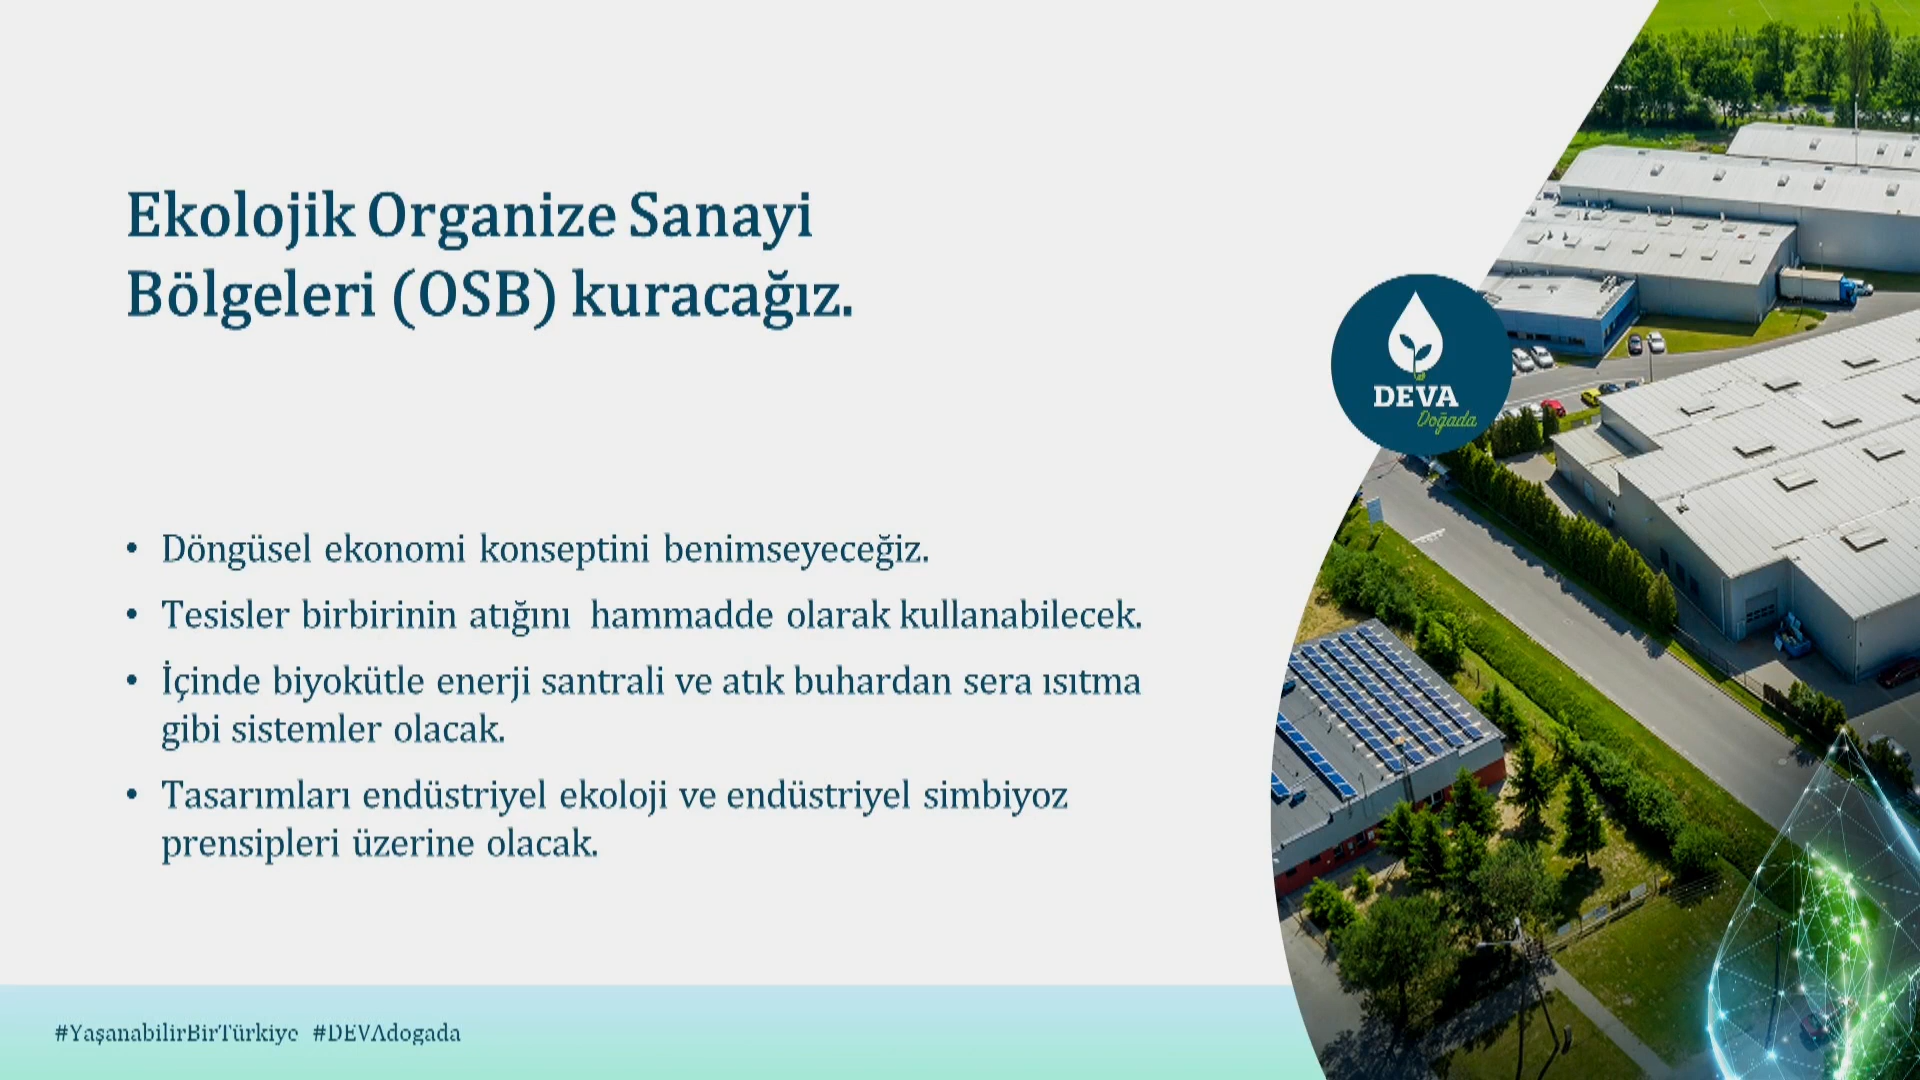 Ekolojik Organize Sanayi
Bölgeleri (OSB) kuracağız.
DEVA
Doğada
• Döngüsel ekonomi konseptini benimseyeceğiz.
• Tesisler birbirinin atığını hammadde olarak kullanabilecek.
• İçinde biyokütle enerji santrali ve atık buhardan sera ısıtma
gibi sistemler olacak.
• Tasarımları endüstriyel ekoloji ve endüstriyel simbiyoz
prensipleri üzerine olacak.
#YaşanabilirBirTürkiye #DEVAdogada